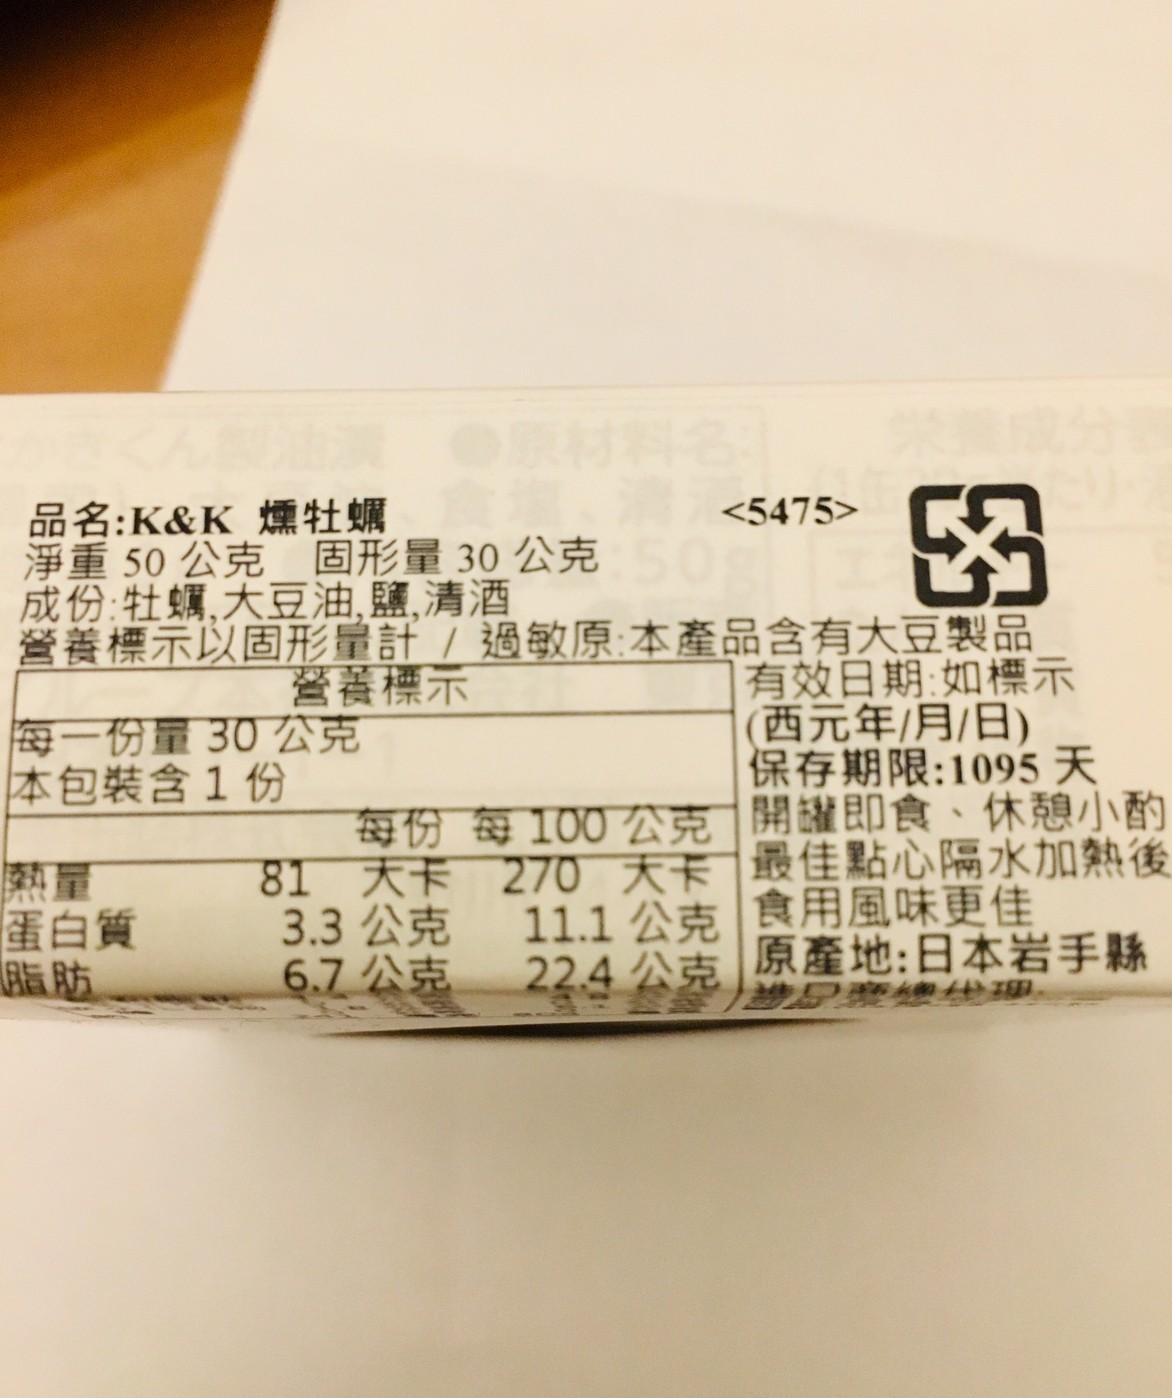 品名:K&K 燻牡蠣 <5475>
淨重 50 公克 固形量 30 公克
成份:牡蠣,大豆油,鹽,清酒
營養標示以固形量計 / 過敏原:本產品含有大豆製品
營養標示
每一份量 30 公克
本包裝含 1 份
每份 每 100 公克
熱量 81 大卡 270 大卡
蛋白質 3.3 公克 11.1 公克
脂肪 6.7 公克 22.4 公克
有效日期:如標示
(西元年/月/日)
保存期限:1095 天
開罐即食、休憩小酌
最佳點心隔水加熱後
食用風味更佳
原產地:日本岩手縣